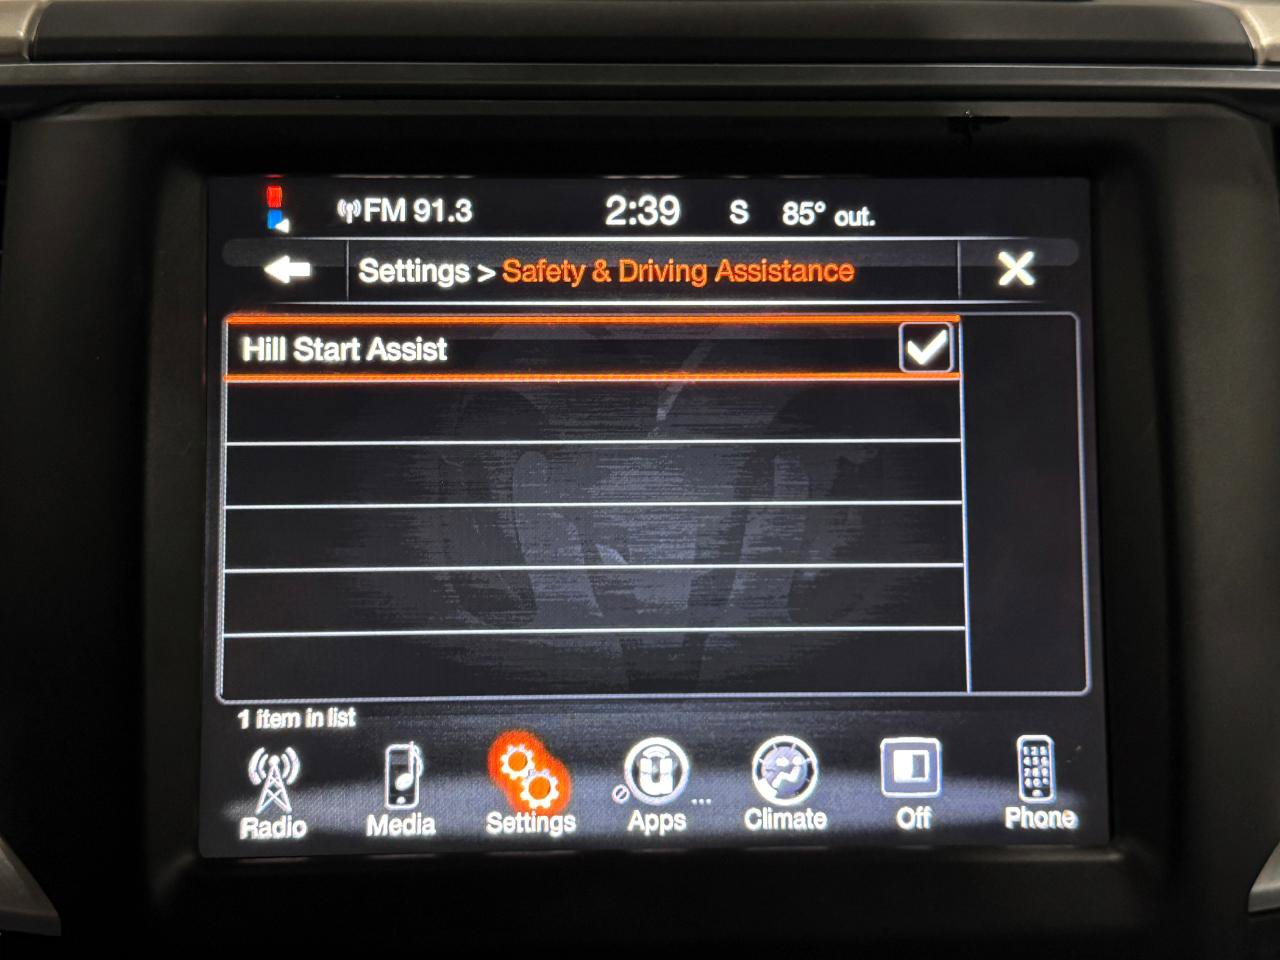 FM 91.3 2:39 S 85° out.
Settings > Safety & Driving Assistance
Hill Start Assist
1 item in list
Radio Media Settings Apps ... Climate Off Phone